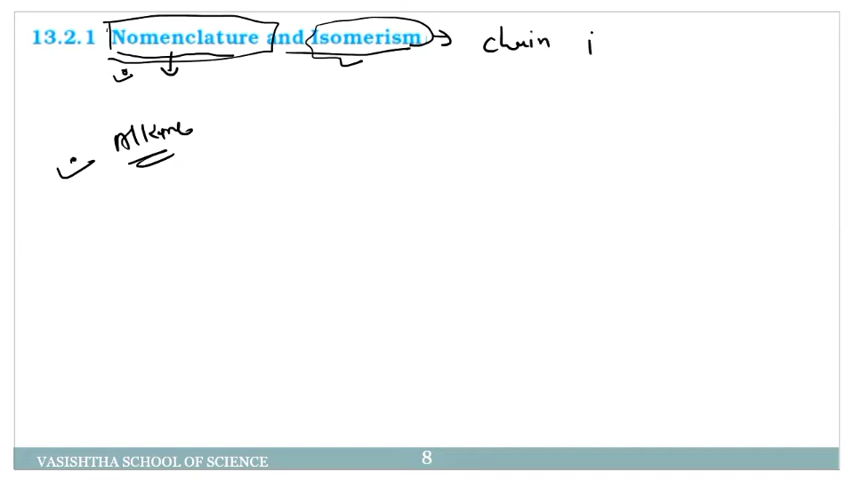 13.2.1 Nomenclature and Isomerism → chain i
Alkane
VASISHTHA SCHOOL OF SCIENCE 8